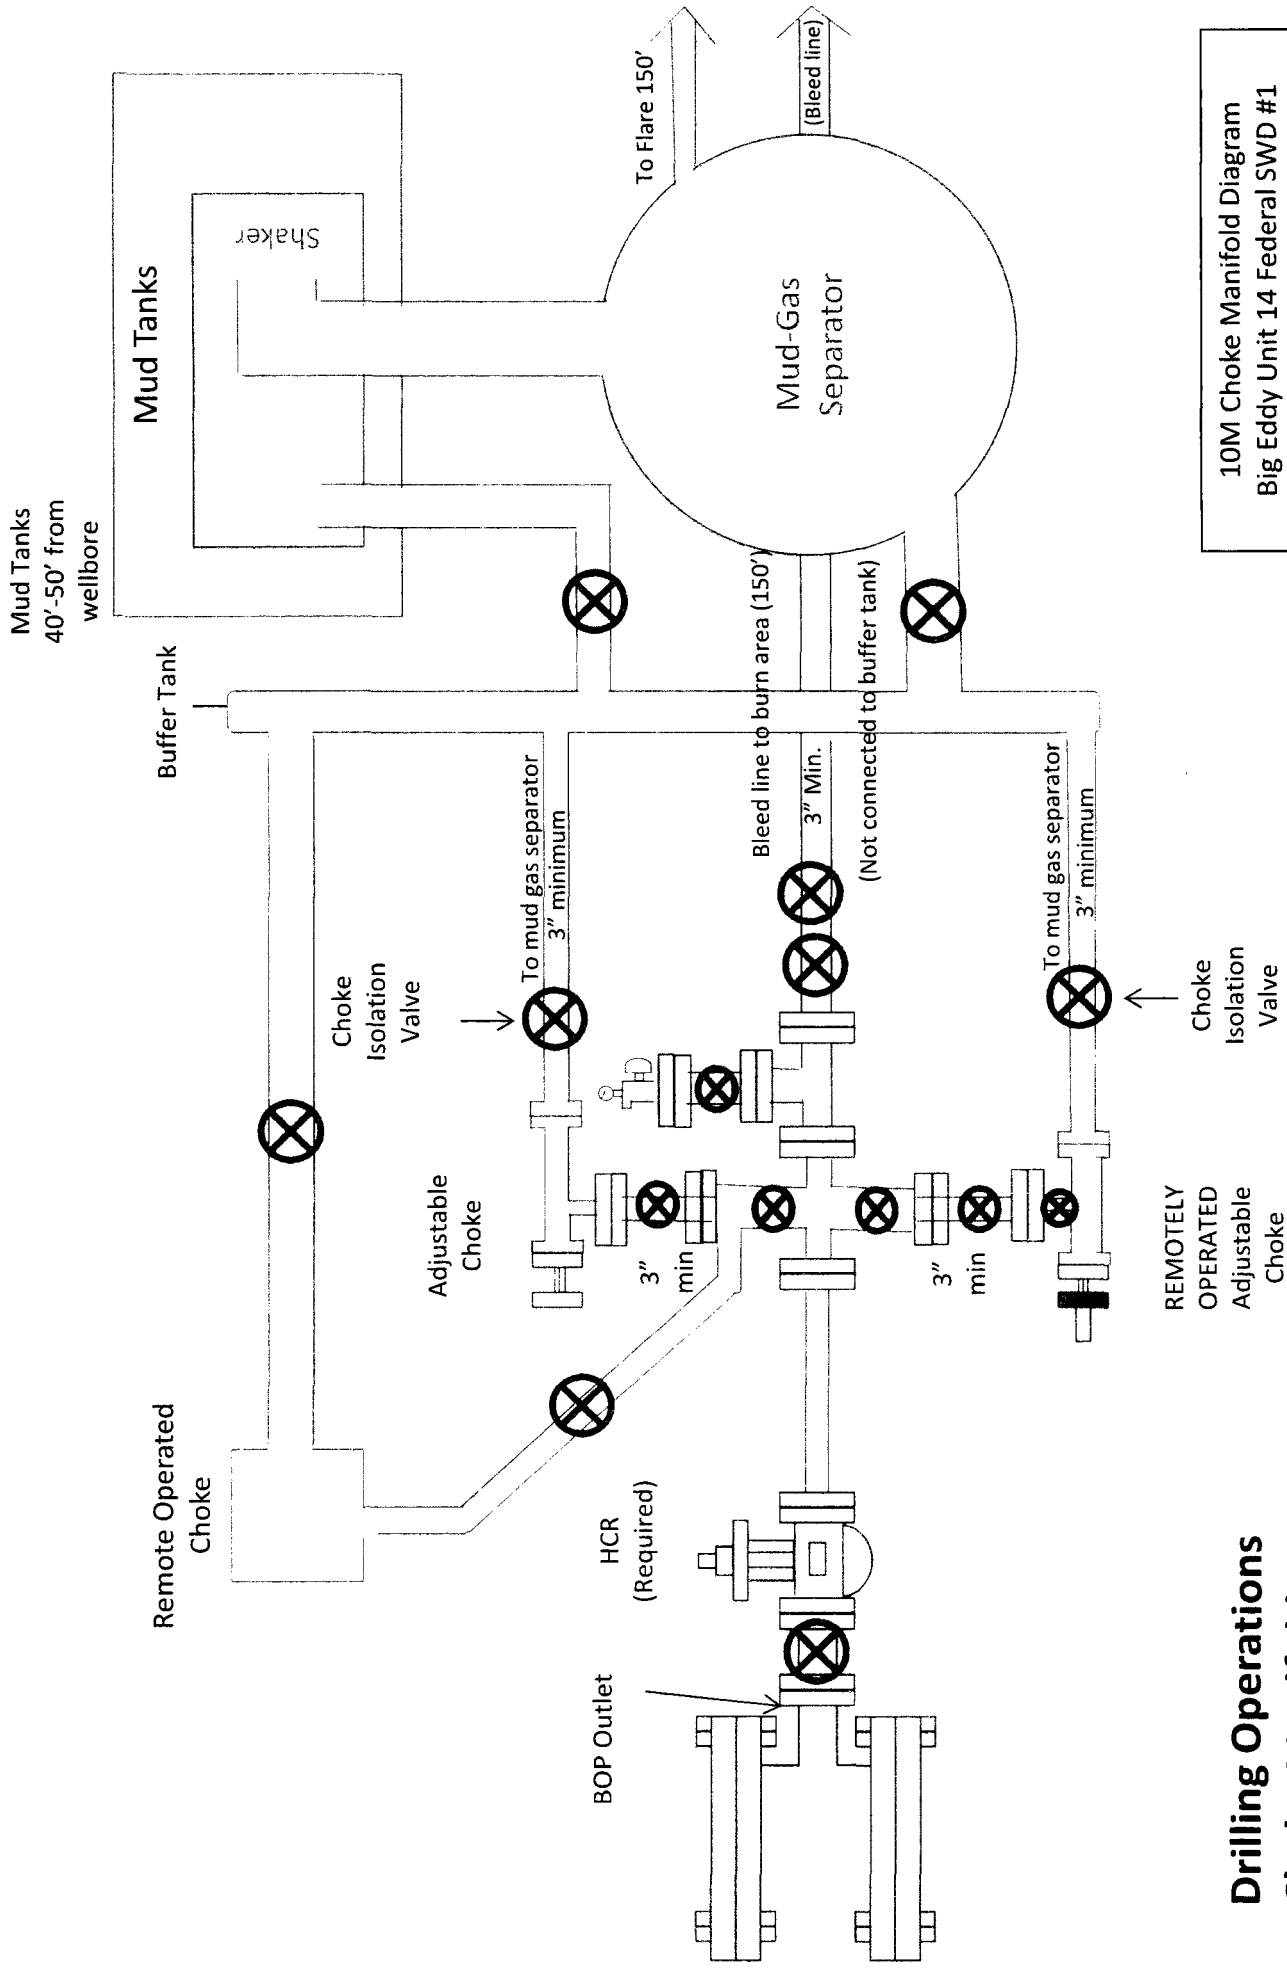 Mud Tanks
40'-50' from
wellbore
Mud Tanks
Shaker
Buffer Tank
To Flare 150'
(Bleed line)
Mud-Gas
Separator
Remote Operated
Choke
Choke
Isolation
Valve
To mud gas separator
3" minimum
Adjustable
Choke
3"
min
Bleed line to burn area (150')
3" Min.
(Not connected to buffer tank)
HCR
(Required)
BOP Outlet
3"
min
To mud gas separator
3" minimum
Choke
Isolation
Valve
REMOTELY
OPERATED
Adjustable
Choke
10M Choke Manifold Diagram
Big Eddy Unit 14 Federal SWD #1
Drilling Operations